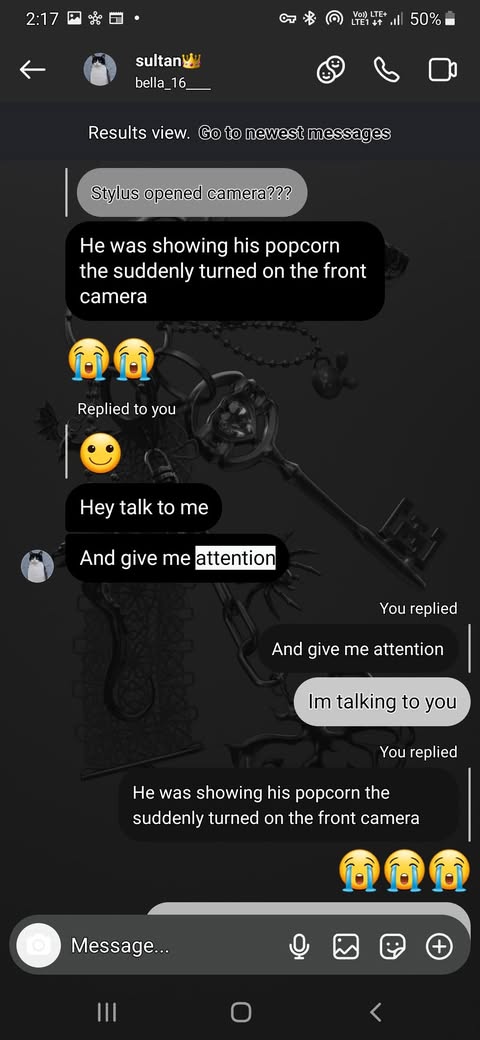 2:17
Vo)) LTE+
LTE1
50%
sultan👑
bella_16____
Results view. Go to newest messages
Stylus opened camera???
He was showing his popcorn
the suddenly turned on the front
camera
😭😭
Replied to you
🙂
Hey talk to me
And give me attention
You replied
And give me attention
Im talking to you
You replied
He was showing his popcorn the
suddenly turned on the front camera
😭😭😭
Message...